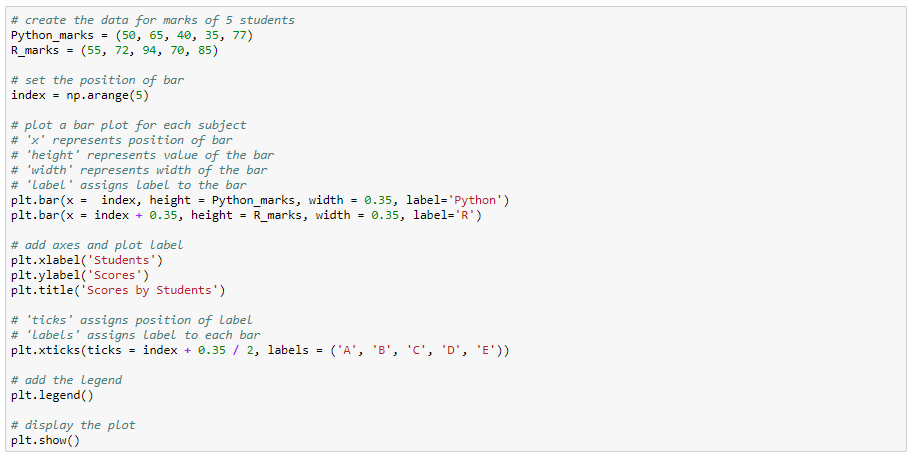 # create the data for marks of 5 students
Python_marks = (50, 65, 40, 35, 77)
R_marks = (55, 72, 94, 70, 85)
# set the position of bar
index = np.arange(5)
# plot a bar plot for each subject
# 'x' represents position of bar
# 'height' represents value of the bar
# 'width' represents width of the bar
# 'label' assigns label to the bar
plt.bar(x =  index, height = Python_marks, width = 0.35, label='Python')
plt.bar(x = index + 0.35, height = R_marks, width = 0.35, label='R')
# add axes and plot label
plt.xlabel('Students')
plt.ylabel('Scores')
plt.title('Scores by Students')
# 'ticks' assigns position of label
# 'labels' assigns label to each bar
plt.xticks(ticks = index + 0.35 / 2, labels = ('A', 'B', 'C', 'D', 'E'))
# add the legend
plt.legend()
# display the plot
plt.show()